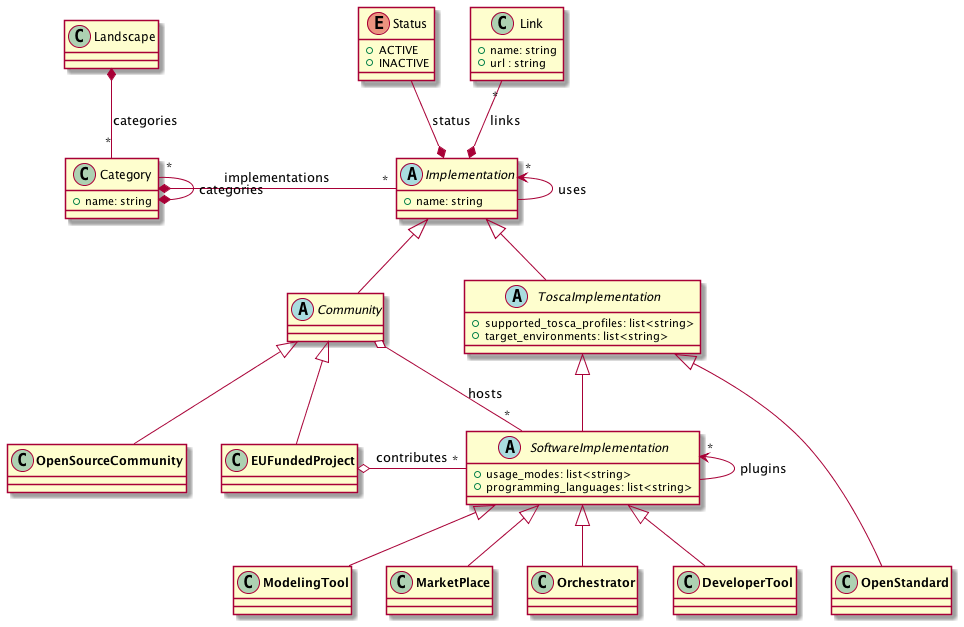 E Status
+ ACTIVE
+ INACTIVE
C Link
+ name: string
+ url : string
C Landscape
categories
*
status
*
links
C Category
+ name: string
*
categories
implementations
*
A Implementation
+ name: string
*
uses
A Community
A ToscaImplementation
+ supported_tosca_profiles: list<string>
+ target_environments: list<string>
hosts
*
C OpenSourceCommunity
C EUFundedProject
contributes
*
A SoftwareImplementation
+ usage_modes: list<string>
+ programming_languages: list<string>
*
plugins
C ModelingTool
C MarketPlace
C Orchestrator
C DeveloperTool
C OpenStandard